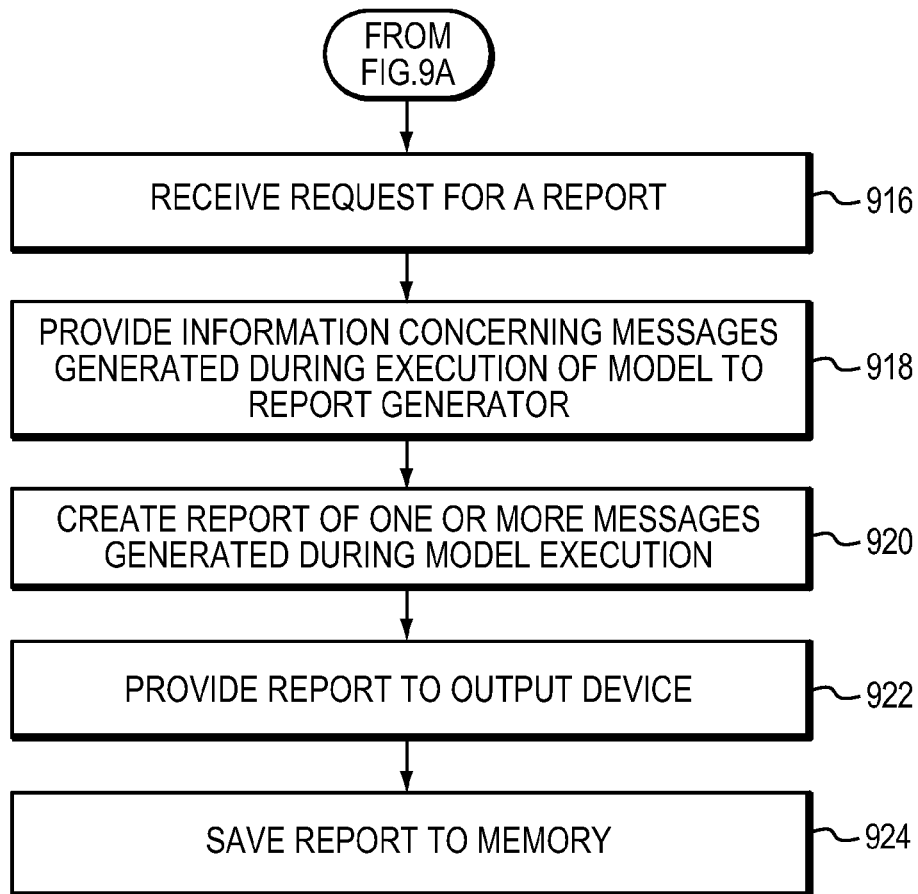 FROM
FIG.9A
RECEIVE REQUEST FOR A REPORT
916
PROVIDE INFORMATION CONCERNING MESSAGES
GENERATED DURING EXECUTION OF MODEL TO
REPORT GENERATOR
918
CREATE REPORT OF ONE OR MORE MESSAGES
GENERATED DURING MODEL EXECUTION
920
PROVIDE REPORT TO OUTPUT DEVICE
922
SAVE REPORT TO MEMORY
924